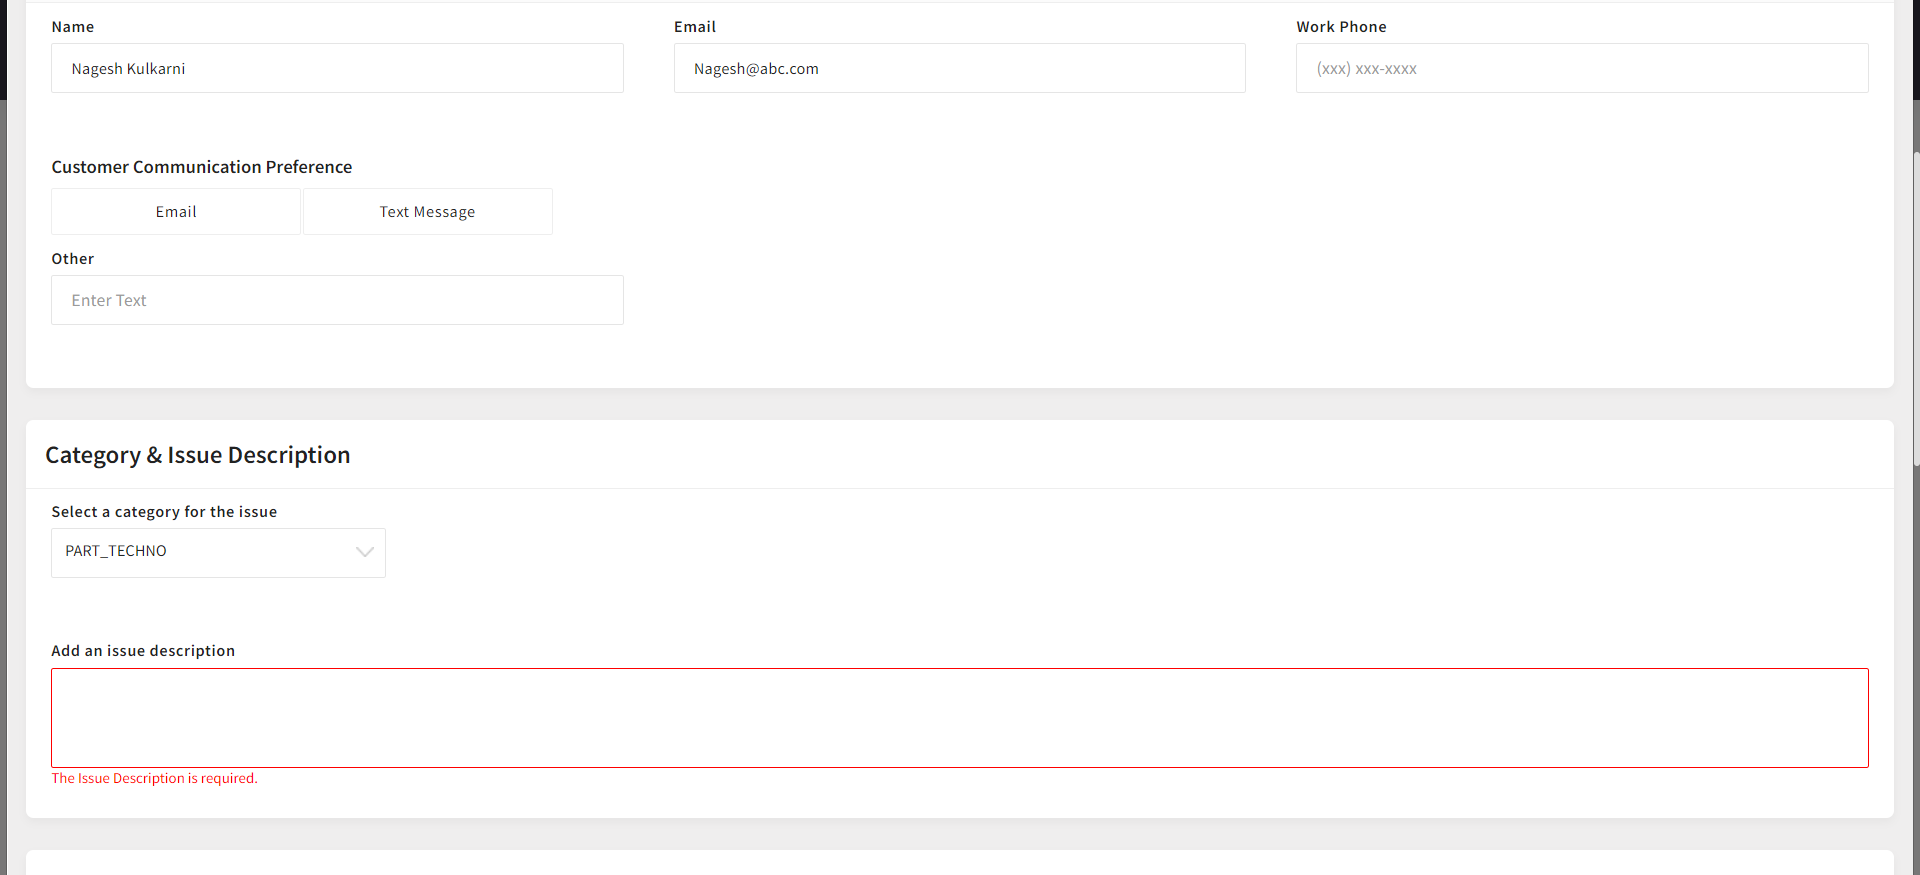 Name
Email
Work Phone
Nagesh Kulkarni
Nagesh@abc.com
(xxx) xxx-xxxx
Customer Communication Preference
Email
Text Message
Other
Enter Text
Category & Issue Description
Select a category for the issue
PART_TECHNO
Add an issue description
The Issue Description is required.